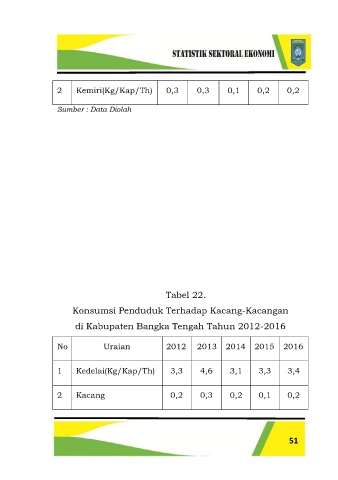 STATISTIK SEKTORAL EKONOMI
2 Kemiri(Kg/Kap/Th) 0,3 0,3 0,1 0,2 0,2
Sumber : Data Diolah
Tabel 22.
Konsumsi Penduduk Terhadap Kacang-Kacangan
di Kabupaten Bangka Tengah Tahun 2012-2016
No Uraian 2012 2013 2014 2015 2016
1 Kedelai(Kg/Kap/Th) 3,3 4,6 3,1 3,3 3,4
2 Kacang 0,2 0,3 0,2 0,1 0,2
51